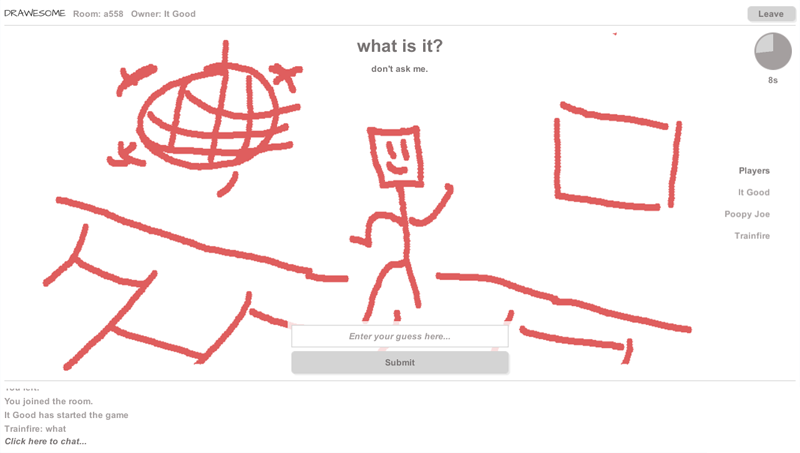 DRAWESOME Room: a558 Owner: It Good Leave
what is it?
don't ask me.
8s
Players
It Good
Poopy Joe
Trainfire
Enter your guess here...
Submit
You left.
You joined the room.
It Good has started the game
Trainfire: what
Click here to chat...